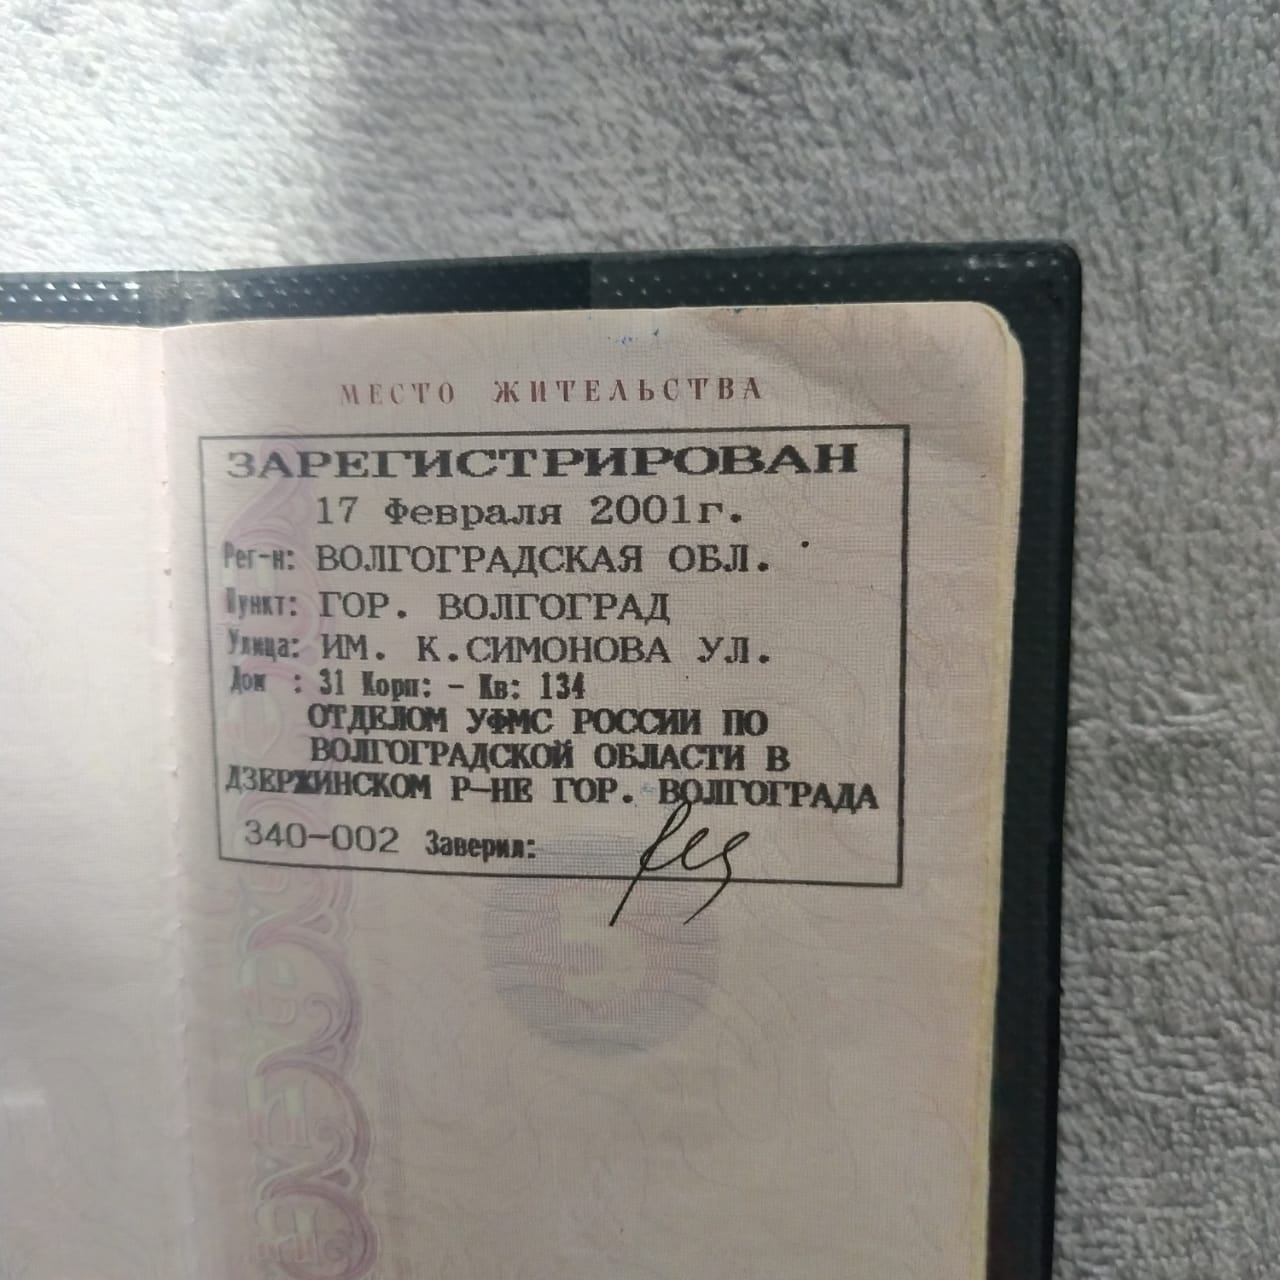 МЕСТО ЖИТЕЛЬСТВА
ЗАРЕГИСТРИРОВАН
17 Февраля 2001г.
Рег-н: ВОЛГОГРАДСКАЯ ОБЛ.
Пункт: ГОР. ВОЛГОГРАД
Улица: ИМ. К.СИМОНОВА УЛ.
Дом : 31 Корп: - Кв: 134
ОТДЕЛОМ УФМС РОССИИ ПО
ВОЛГОГРАДСКОЙ ОБЛАСТИ В
ДЗЕРЖИНСКОМ Р-НЕ ГОР. ВОЛГОГРАДА
340-002 Заверил: